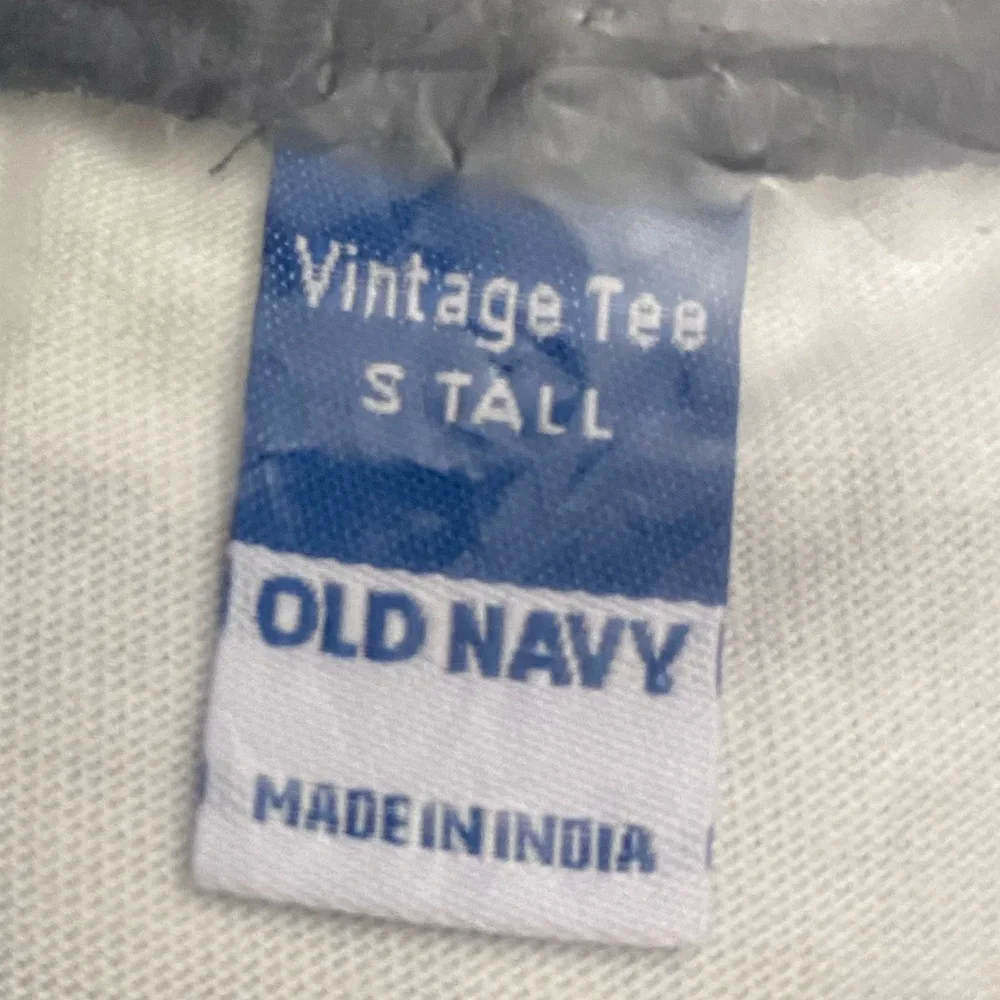 Vintage Tee
S TALL
OLD NAVY
MADE IN INDIA